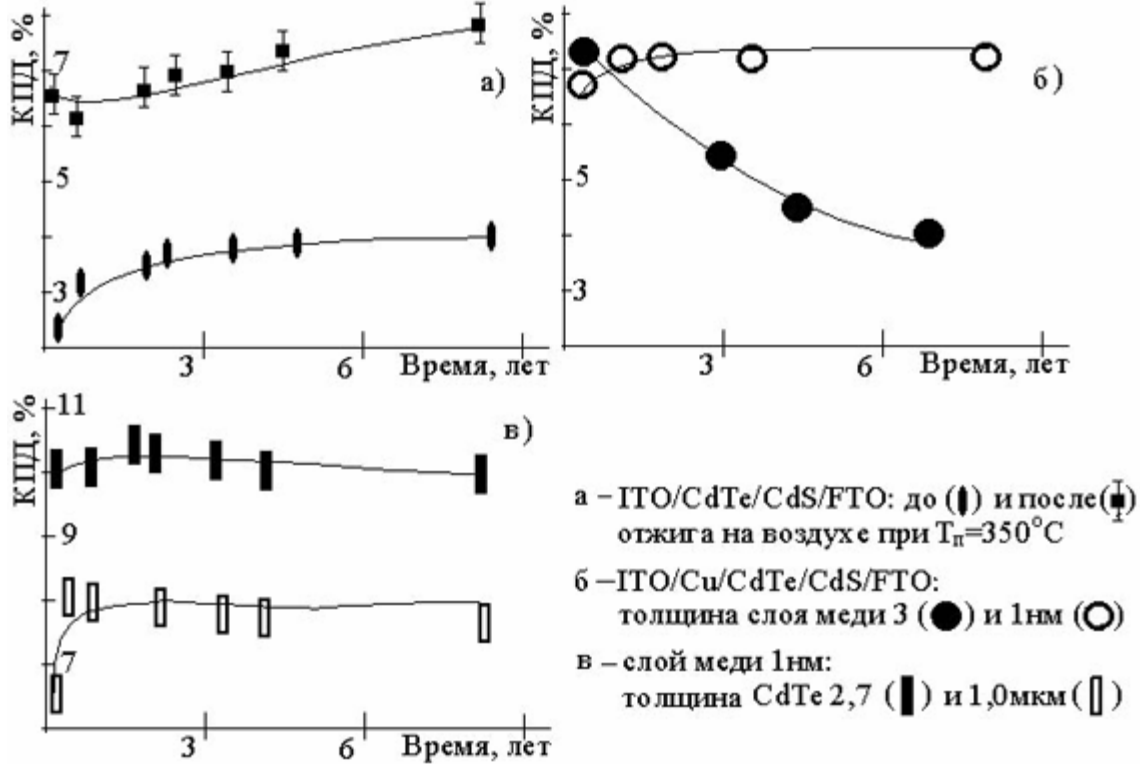 КПД, %
7
5
3
а)
3
6
Время, лет
КПД, %
7
5
3
б)
3
6
Время, лет
КПД, %
11
9
7
в)
3
6
Время, лет
а – ITO/CdTe/CdS/FTO: до ( ) и после( )
отжига на воздухе при Tп=350°C
б – ITO/Cu/CdTe/CdS/FTO:
толщина слоя меди 3 ( ) и 1нм ( )
в – слой меди 1нм:
толщина CdTe 2,7 ( ) и 1,0мкм ( )